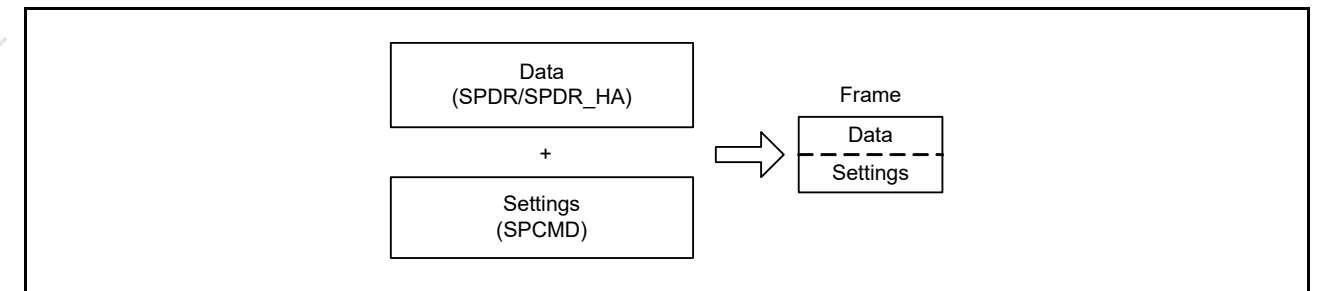 Data
(SPDR/SPDR_HA)
+
Settings
(SPCMD)
Frame
Data
Settings